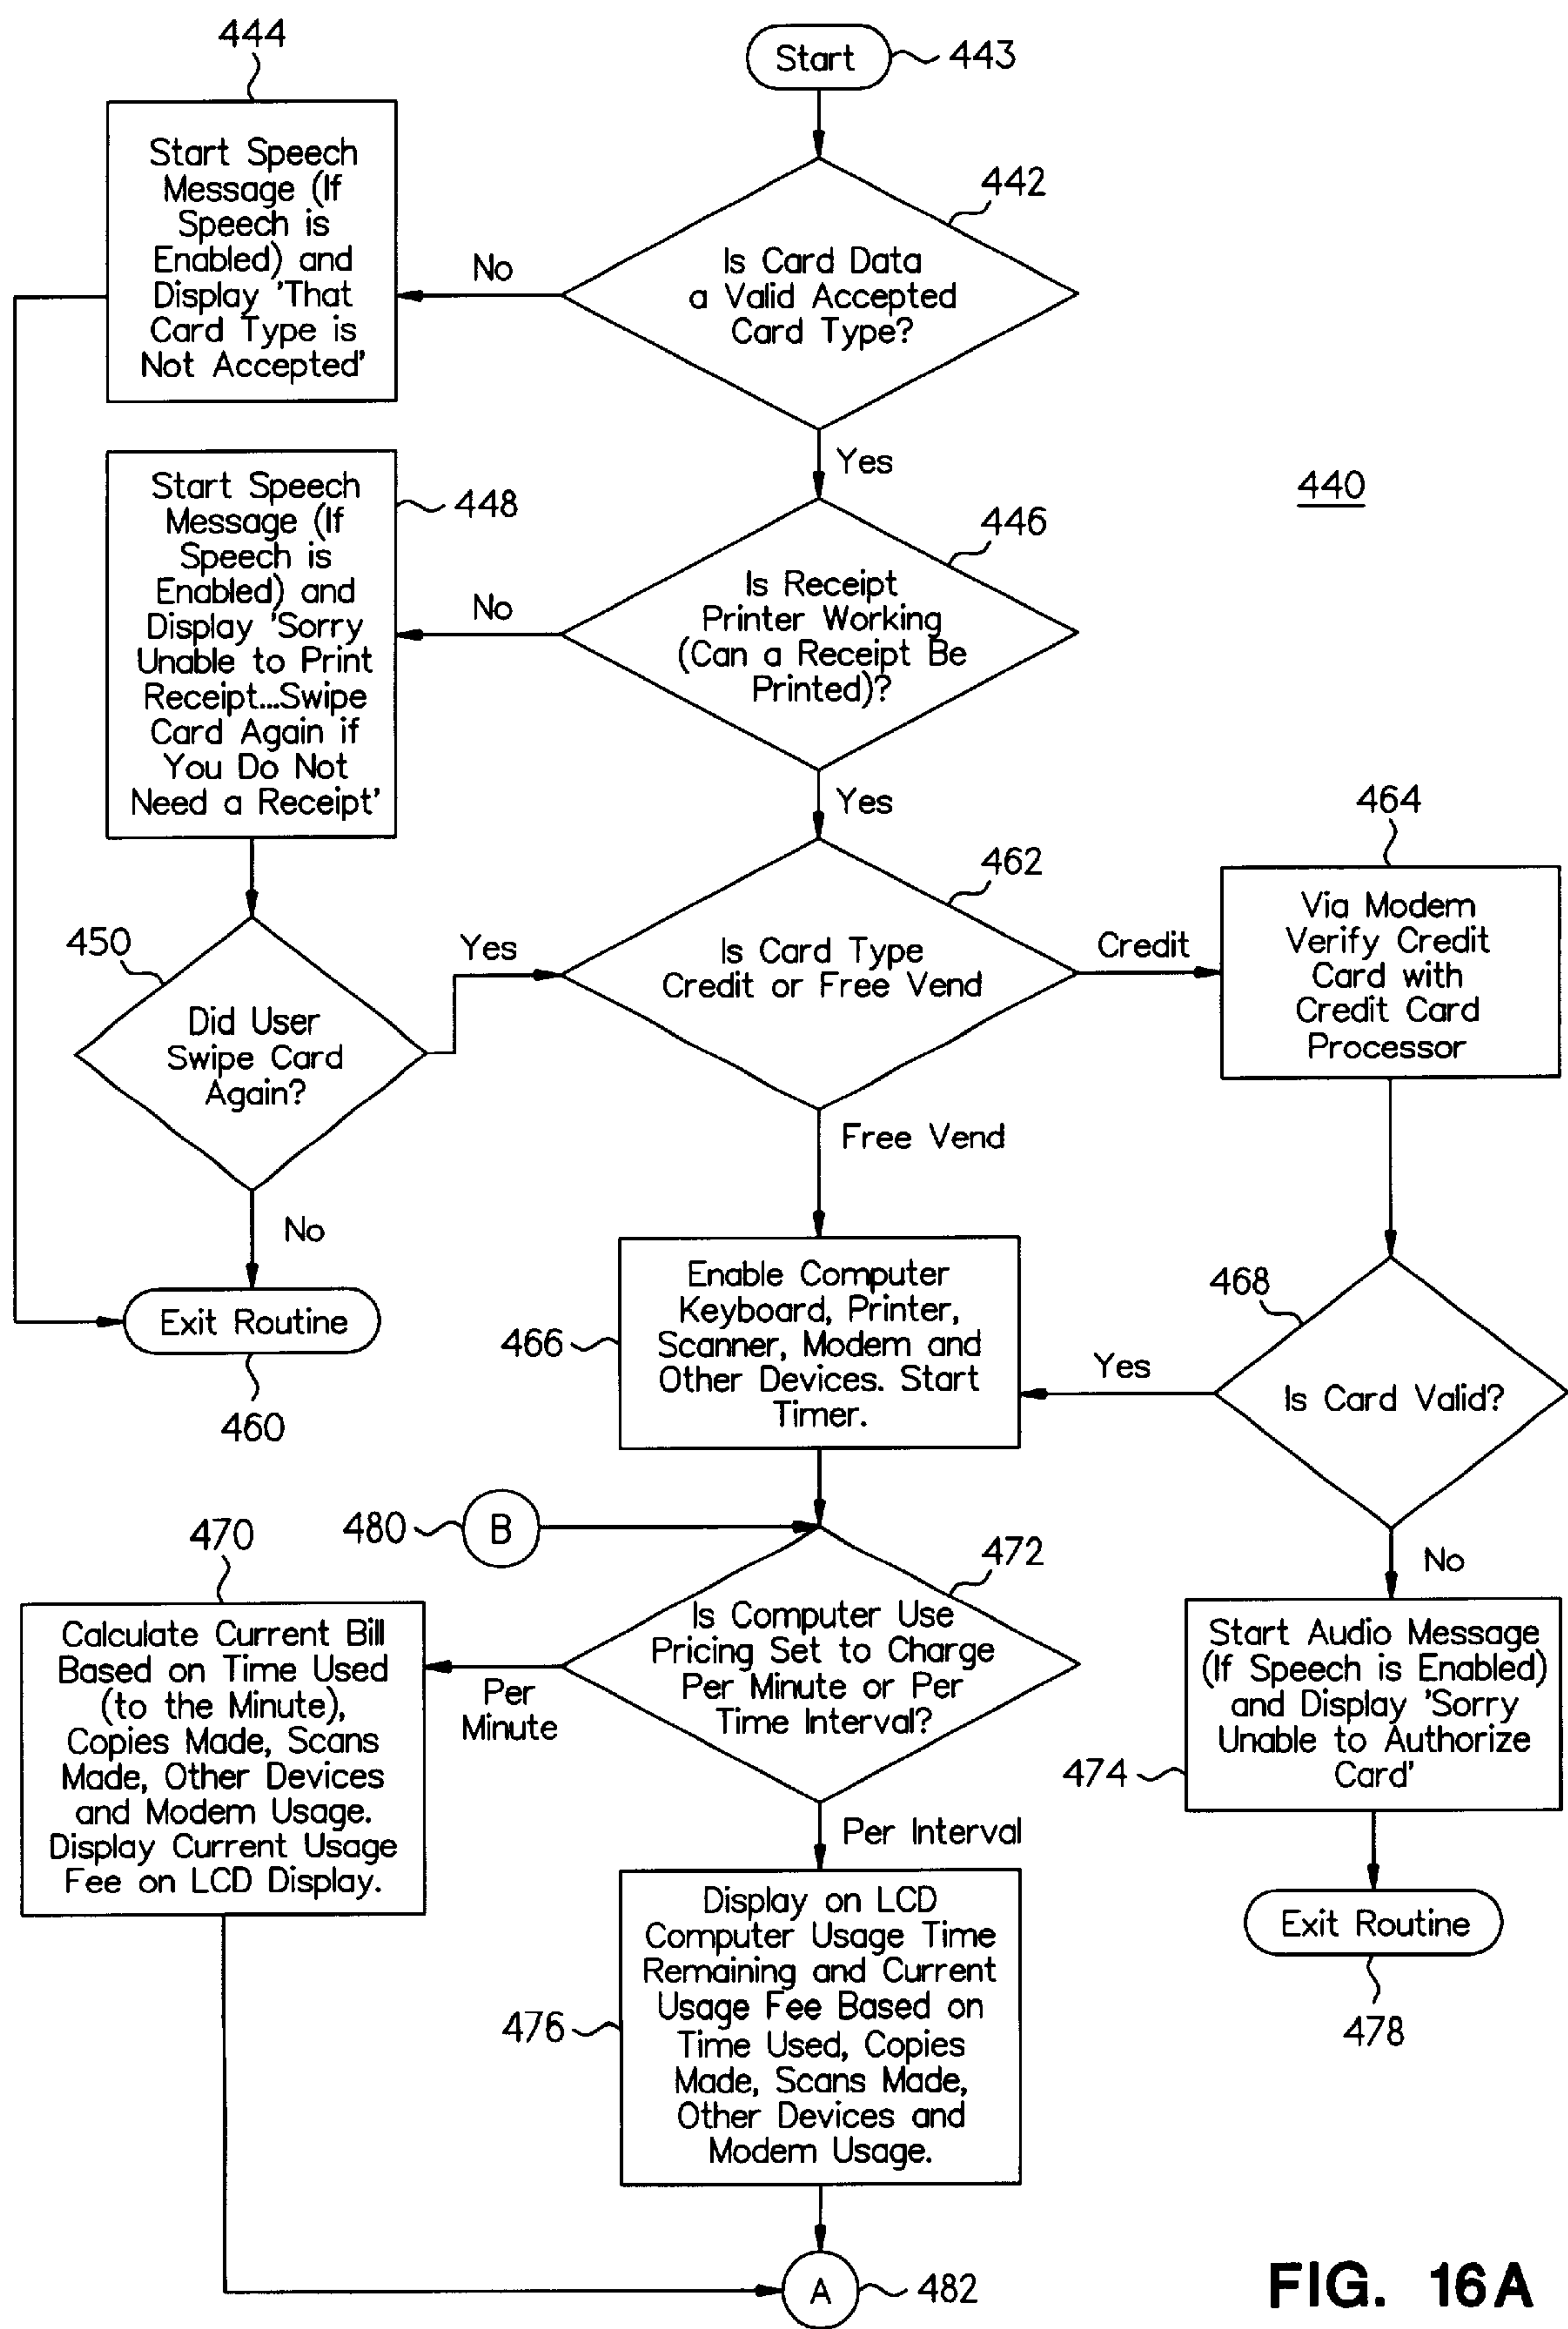 444
Start
443
Start Speech
Message (If
Speech is
Enabled) and
Display 'That
Card Type is
Not Accepted'
442
Is Card Data
a Valid Accepted
Card Type?
No
Yes
440
Start Speech
Message (If
Speech is
Enabled) and
Display 'Sorry
Unable to Print
Receipt...Swipe
Card Again if
You Do Not
Need a Receipt'
448
446
Is Receipt
Printer Working
(Can a Receipt Be
Printed)?
No
Yes
464
462
Is Card Type
Credit or Free Vend
Credit
Via Modem
Verify Credit
Card with
Credit Card
Processor
450
Did User
Swipe Card
Again?
Yes
No
Free Vend
Exit Routine
460
466
Enable Computer
Keyboard, Printer,
Scanner, Modem and
Other Devices. Start
Timer.
468
Is Card Valid?
Yes
No
480
B
470
Calculate Current Bill
Based on Time Used
(to the Minute),
Copies Made, Scans
Made, Other Devices
and Modem Usage.
Display Current Usage
Fee on LCD Display.
472
Is Computer Use
Pricing Set to Charge
Per Minute or Per
Time Interval?
Per
Minute
Per Interval
Start Audio Message
(If Speech is Enabled)
and Display 'Sorry
Unable to Authorize
Card'
474
Exit Routine
478
476
Display on LCD
Computer Usage Time
Remaining and Current
Usage Fee Based on
Time Used, Copies
Made, Scans Made,
Other Devices and
Modem Usage.
A
482
FIG. 16A